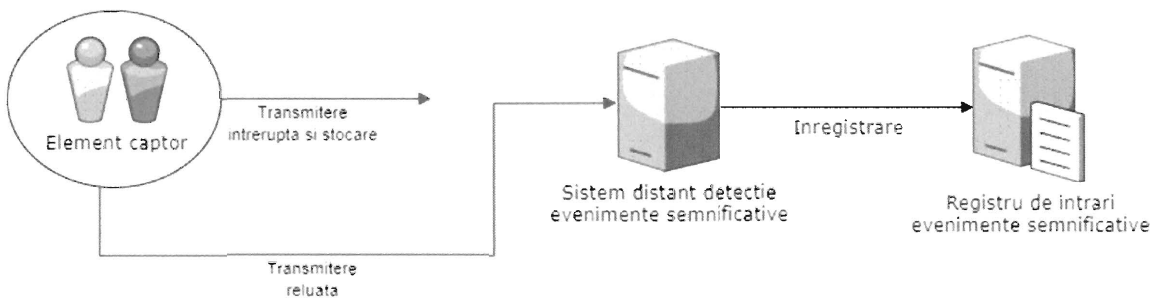 Element captor
Transmitere
intrerupta si stocare
Transmitere
reluata
Sistem distant detectie
evenimente semnificative
Inregistrare
Registru de intrari
evenimente semnificative